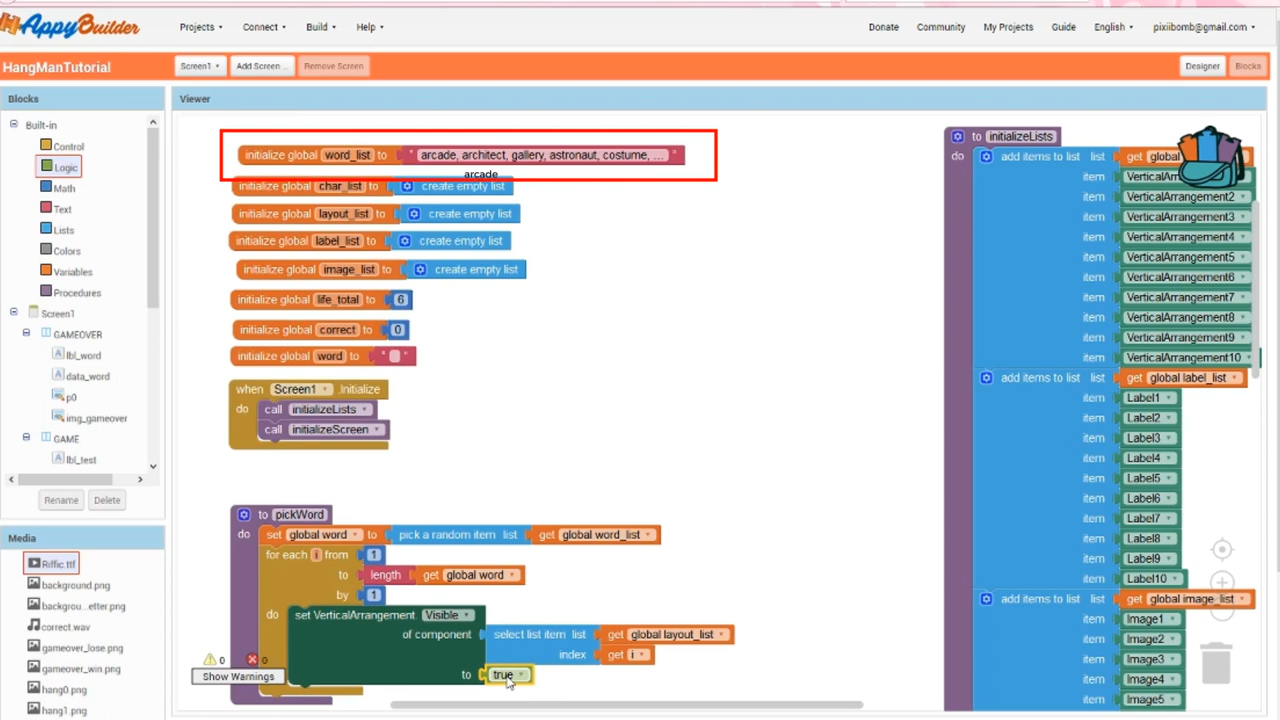 AppyBuilder Projects Connect Build Help Donate Community My Projects Guide English pixiibomb@gmail.com
HangManTutorial Screen1 Add Screen ... Remove Screen Designer Blocks
Blocks
Built-in
Control
Logic
Math
Text
Lists
Colors
Variables
Procedures
Screen1
GAMEOVER
lbl_word
data_word
p0
img_gameover
GAME
lbl_test
Rename Delete
Media
Riffic.ttf
background.png
backgrou...etter.png
correct.wav
gameover_lose.png
gameover_win.png
hang0.png
hang1.png
Viewer
initialize global word_list to " arcade, architect, gallery, astronaut, costume, ... "
arcade
initialize global char_list to create empty list
initialize global layout_list to create empty list
initialize global label_list to create empty list
initialize global image_list to create empty list
initialize global life_total to 6
initialize global correct to 0
initialize global word to " "
when Screen1 .Initialize
do call initializeLists
call initializeScreen
to pickWord
do set global word to pick a random item list get global word_list
for each i from 1
to length get global word
by 1
do set VerticalArrangement. Visible
of component select list item list get global layout_list
index get i
to true
0 0
Show Warnings
to initializeLists
do add items to list list get global
item VerticalArr
item VerticalArrangement2
item VerticalArrangement3
item VerticalArrangement4
item VerticalArrangement5
item VerticalArrangement6
item VerticalArrangement7
item VerticalArrangement8
item VerticalArrangement9
item VerticalArrangement10
add items to list list get global label_list
item Label1
item Label2
item Label3
item Label4
item Label5
item Label6
item Label7
item Label8
item Label9
item Label10
add items to list list get global image_list
item Image1
item Image2
item Image3
item Image4
item Image5